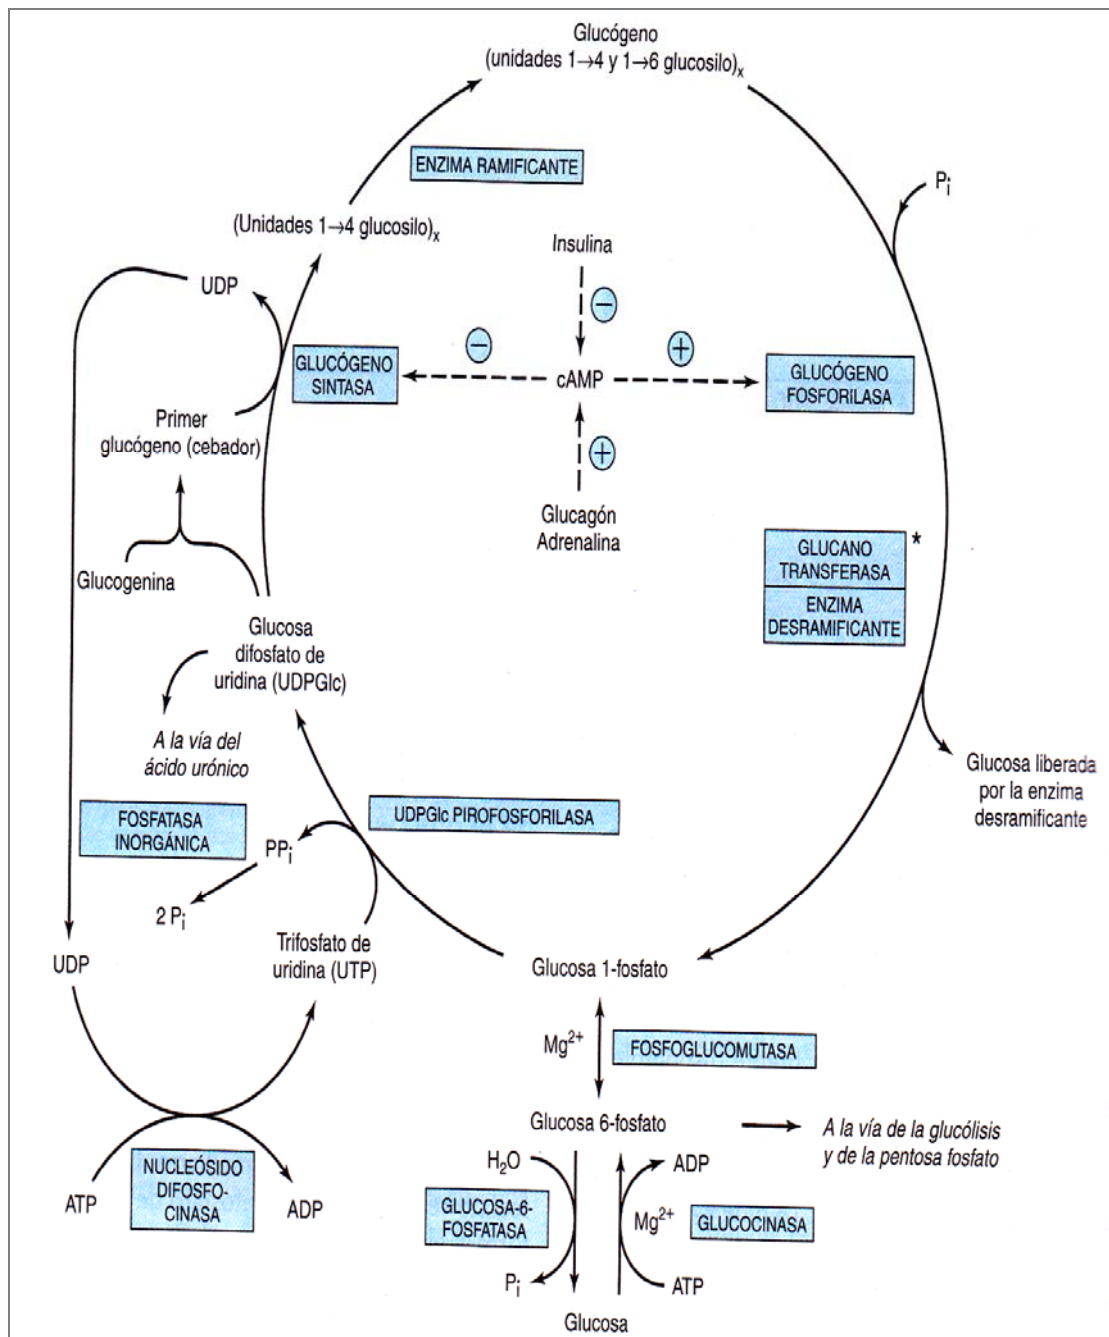 Glucógeno
(unidades 1→4 y 1→6 glucosilo)x
ENZIMA RAMIFICANTE
Pi
(Unidades 1→4 glucosilo)x
Insulina
UDP
−
−
+
GLUCÓGENO
SINTASA
cAMP
GLUCÓGENO
FOSFORILASA
Primer
glucógeno (cebador)
+
Glucagón
Adrenalina
GLUCANO
TRANSFERASA
*
ENZIMA
DESRAMIFICANTE
Glucogenina
Glucosa
difosfato de
uridina (UDPGlc)
A la vía del
ácido urónico
Glucosa liberada
por la enzima
desramificante
FOSFATASA
INORGÁNICA
UDPGlc PIROFOSFORILASA
PPi
2 Pi
UDP
Trifosfato de
uridina (UTP)
Glucosa 1-fosfato
Mg2+
FOSFOGLUCOMUTASA
Glucosa 6-fosfato
A la vía de la glucólisis
y de la pentosa fosfato
ATP
NUCLEÓSIDO
DIFOSFO-
CINASA
ADP
H2O
ADP
GLUCOSA-6-
FOSFATASA
Mg2+
GLUCOCINASA
Pi
ATP
Glucosa